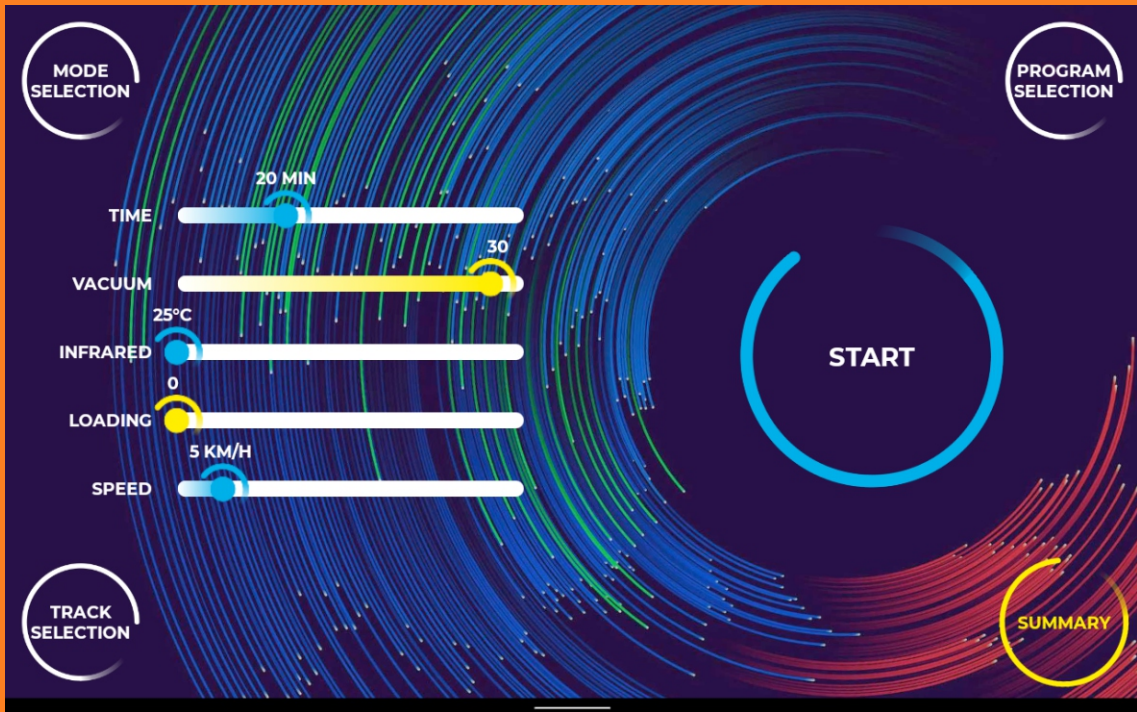 MODE
SELECTION
PROGRAM
SELECTION
20 MIN
TIME
30
VACUUM
25°C
INFRARED
0
LOADING
5 KM/H
SPEED
START
TRACK
SELECTION
SUMMARY